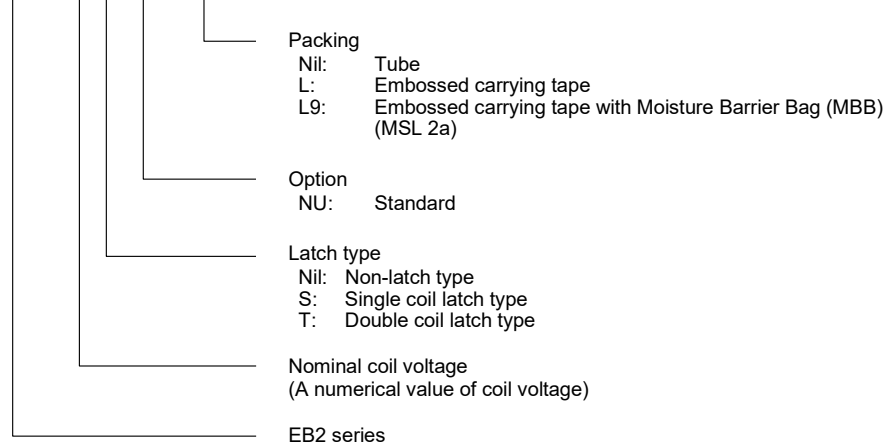 Packing
Nil: Tube
L: Embossed carrying tape
L9: Embossed carrying tape with Moisture Barrier Bag (MBB)
(MSL 2a)
Option
NU: Standard
Latch type
Nil: Non-latch type
S: Single coil latch type
T: Double coil latch type
Nominal coil voltage
(A numerical value of coil voltage)
EB2 series